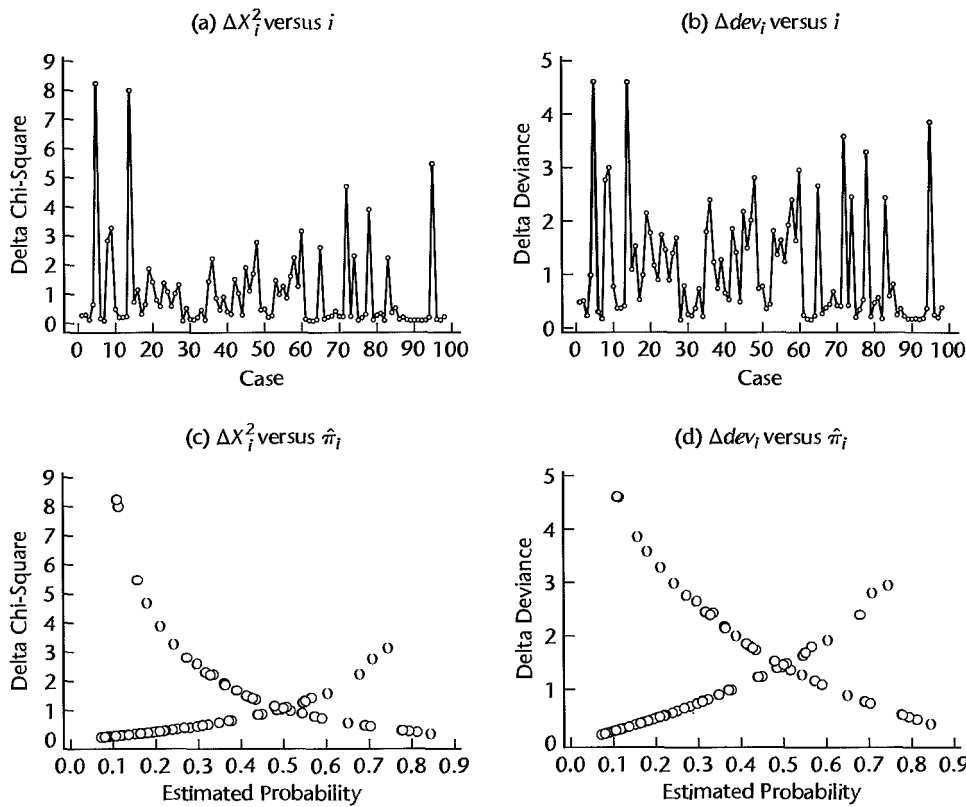 (a) ΔX²ᵢ versus i
Delta Chi-Square
9
8
7
6
5
4
3
2
1
0
0 10 20 30 40 50 60 70 80 90 100
Case
(b) Δdevᵢ versus i
Delta Deviance
5
4
3
2
1
0
0 10 20 30 40 50 60 70 80 90 100
Case
(c) ΔX²ᵢ versus π̂ᵢ
Delta Chi-Square
9
8
7
6
5
4
3
2
1
0
0.0 0.1 0.2 0.3 0.4 0.5 0.6 0.7 0.8 0.9
Estimated Probability
(d) Δdevᵢ versus π̂ᵢ
Delta Deviance
5
4
3
2
1
0
0.0 0.1 0.2 0.3 0.4 0.5 0.6 0.7 0.8 0.9
Estimated Probability